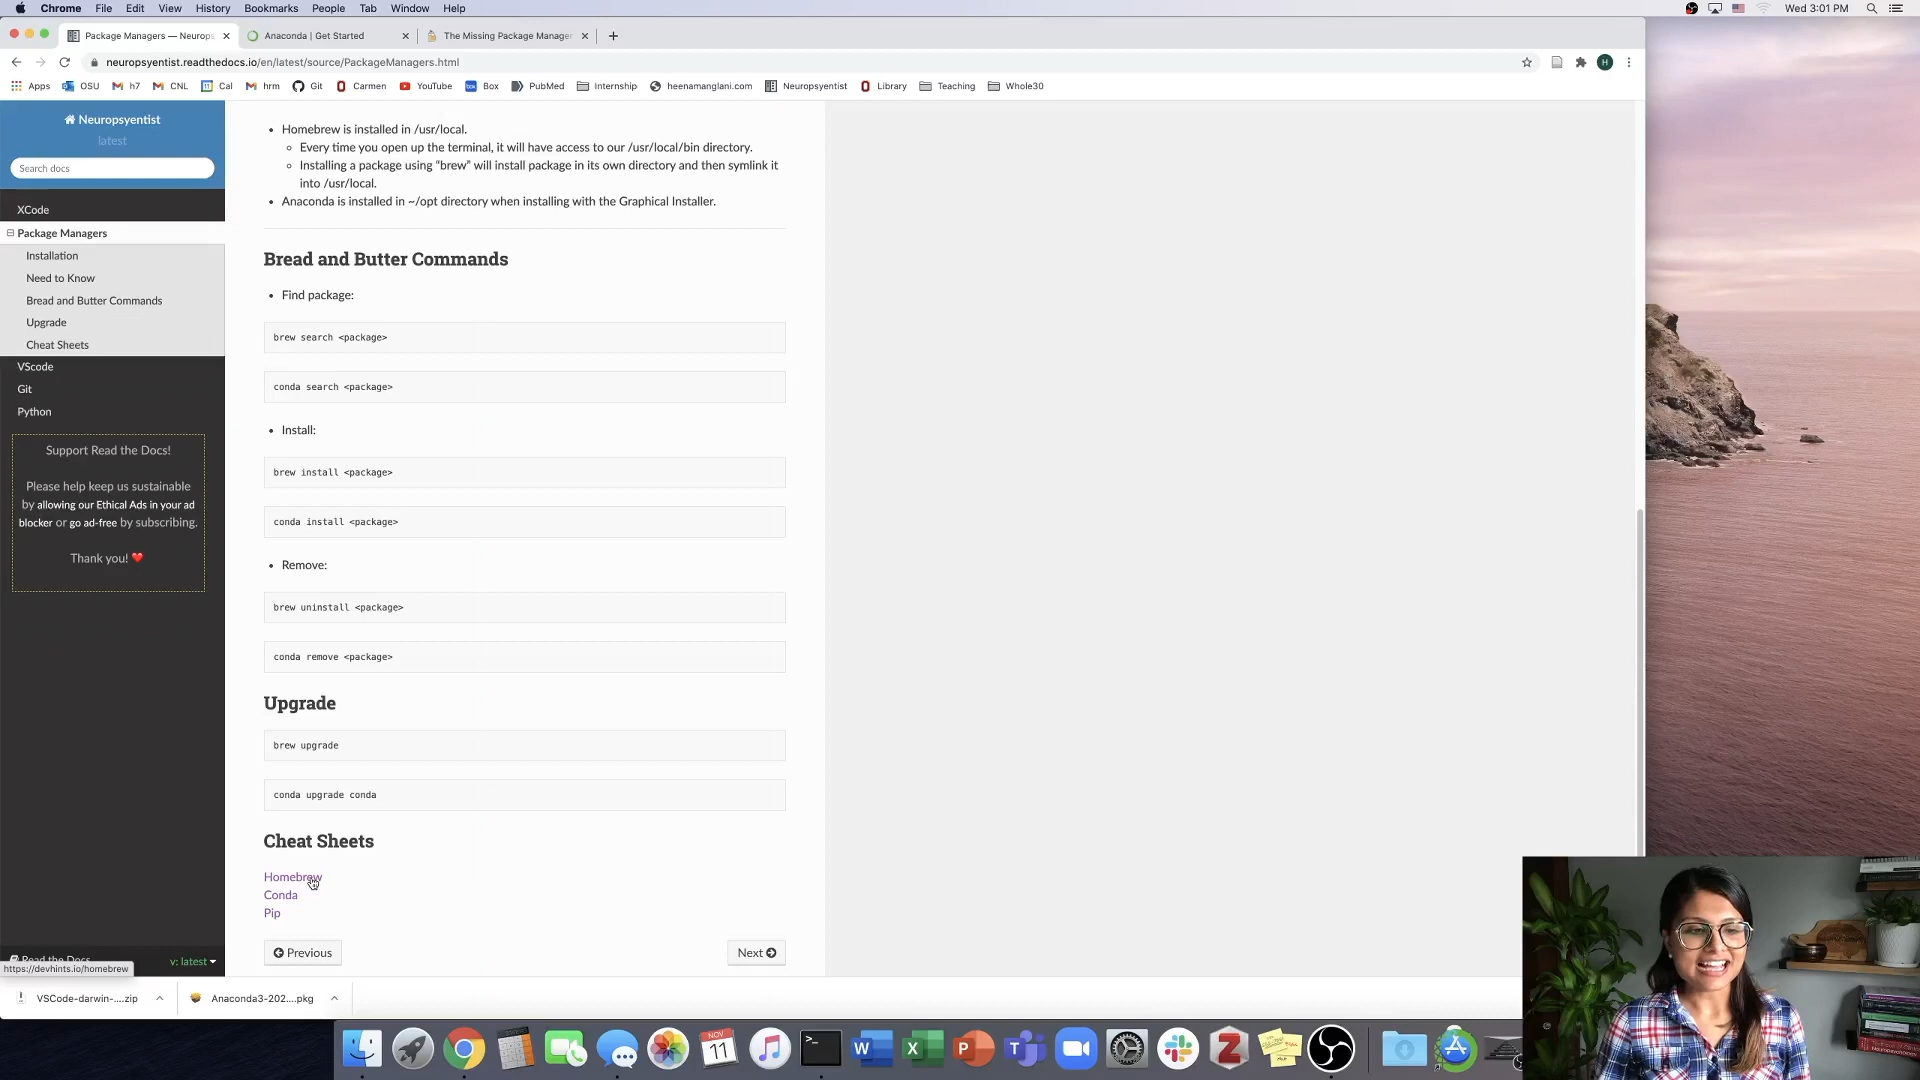 Chrome File Edit View History Bookmarks People Tab Window Help
Wed 3:01 PM
Package Managers — Neurops
Anaconda | Get Started
The Missing Package Manager
neuropsyentist.readthedocs.io/en/latest/source/PackageManagers.html
H
Apps OSU h7 CNL Cal hrm Git Carmen YouTube Box PubMed Internship heenamanglani.com Neuropsyentist Library Teaching Whole30
Neuropsyentist
latest
Search docs
XCode
Package Managers
Installation
Need to Know
Bread and Butter Commands
Upgrade
Cheat Sheets
VScode
Git
Python
Support Read the Docs!
Please help keep us sustainable
by allowing our Ethical Ads in your ad
blocker or go ad-free by subscribing.
Thank you!
Read the Docs
v: latest
https://devhints.io/homebrew
Homebrew is installed in /usr/local.
Every time you open up the terminal, it will have access to our /usr/local/bin directory.
Installing a package using “brew” will install package in its own directory and then symlink it
into /usr/local.
Anaconda is installed in ~/opt directory when installing with the Graphical Installer.
Bread and Butter Commands
Find package:
brew search <package>
conda search <package>
Install:
brew install <package>
conda install <package>
Remove:
brew uninstall <package>
conda remove <package>
Upgrade
brew upgrade
conda upgrade conda
Cheat Sheets
Homebrew
Conda
Pip
Previous
Next
VSCode-darwin-....zip
Anaconda3-202....pkg
NOV
11